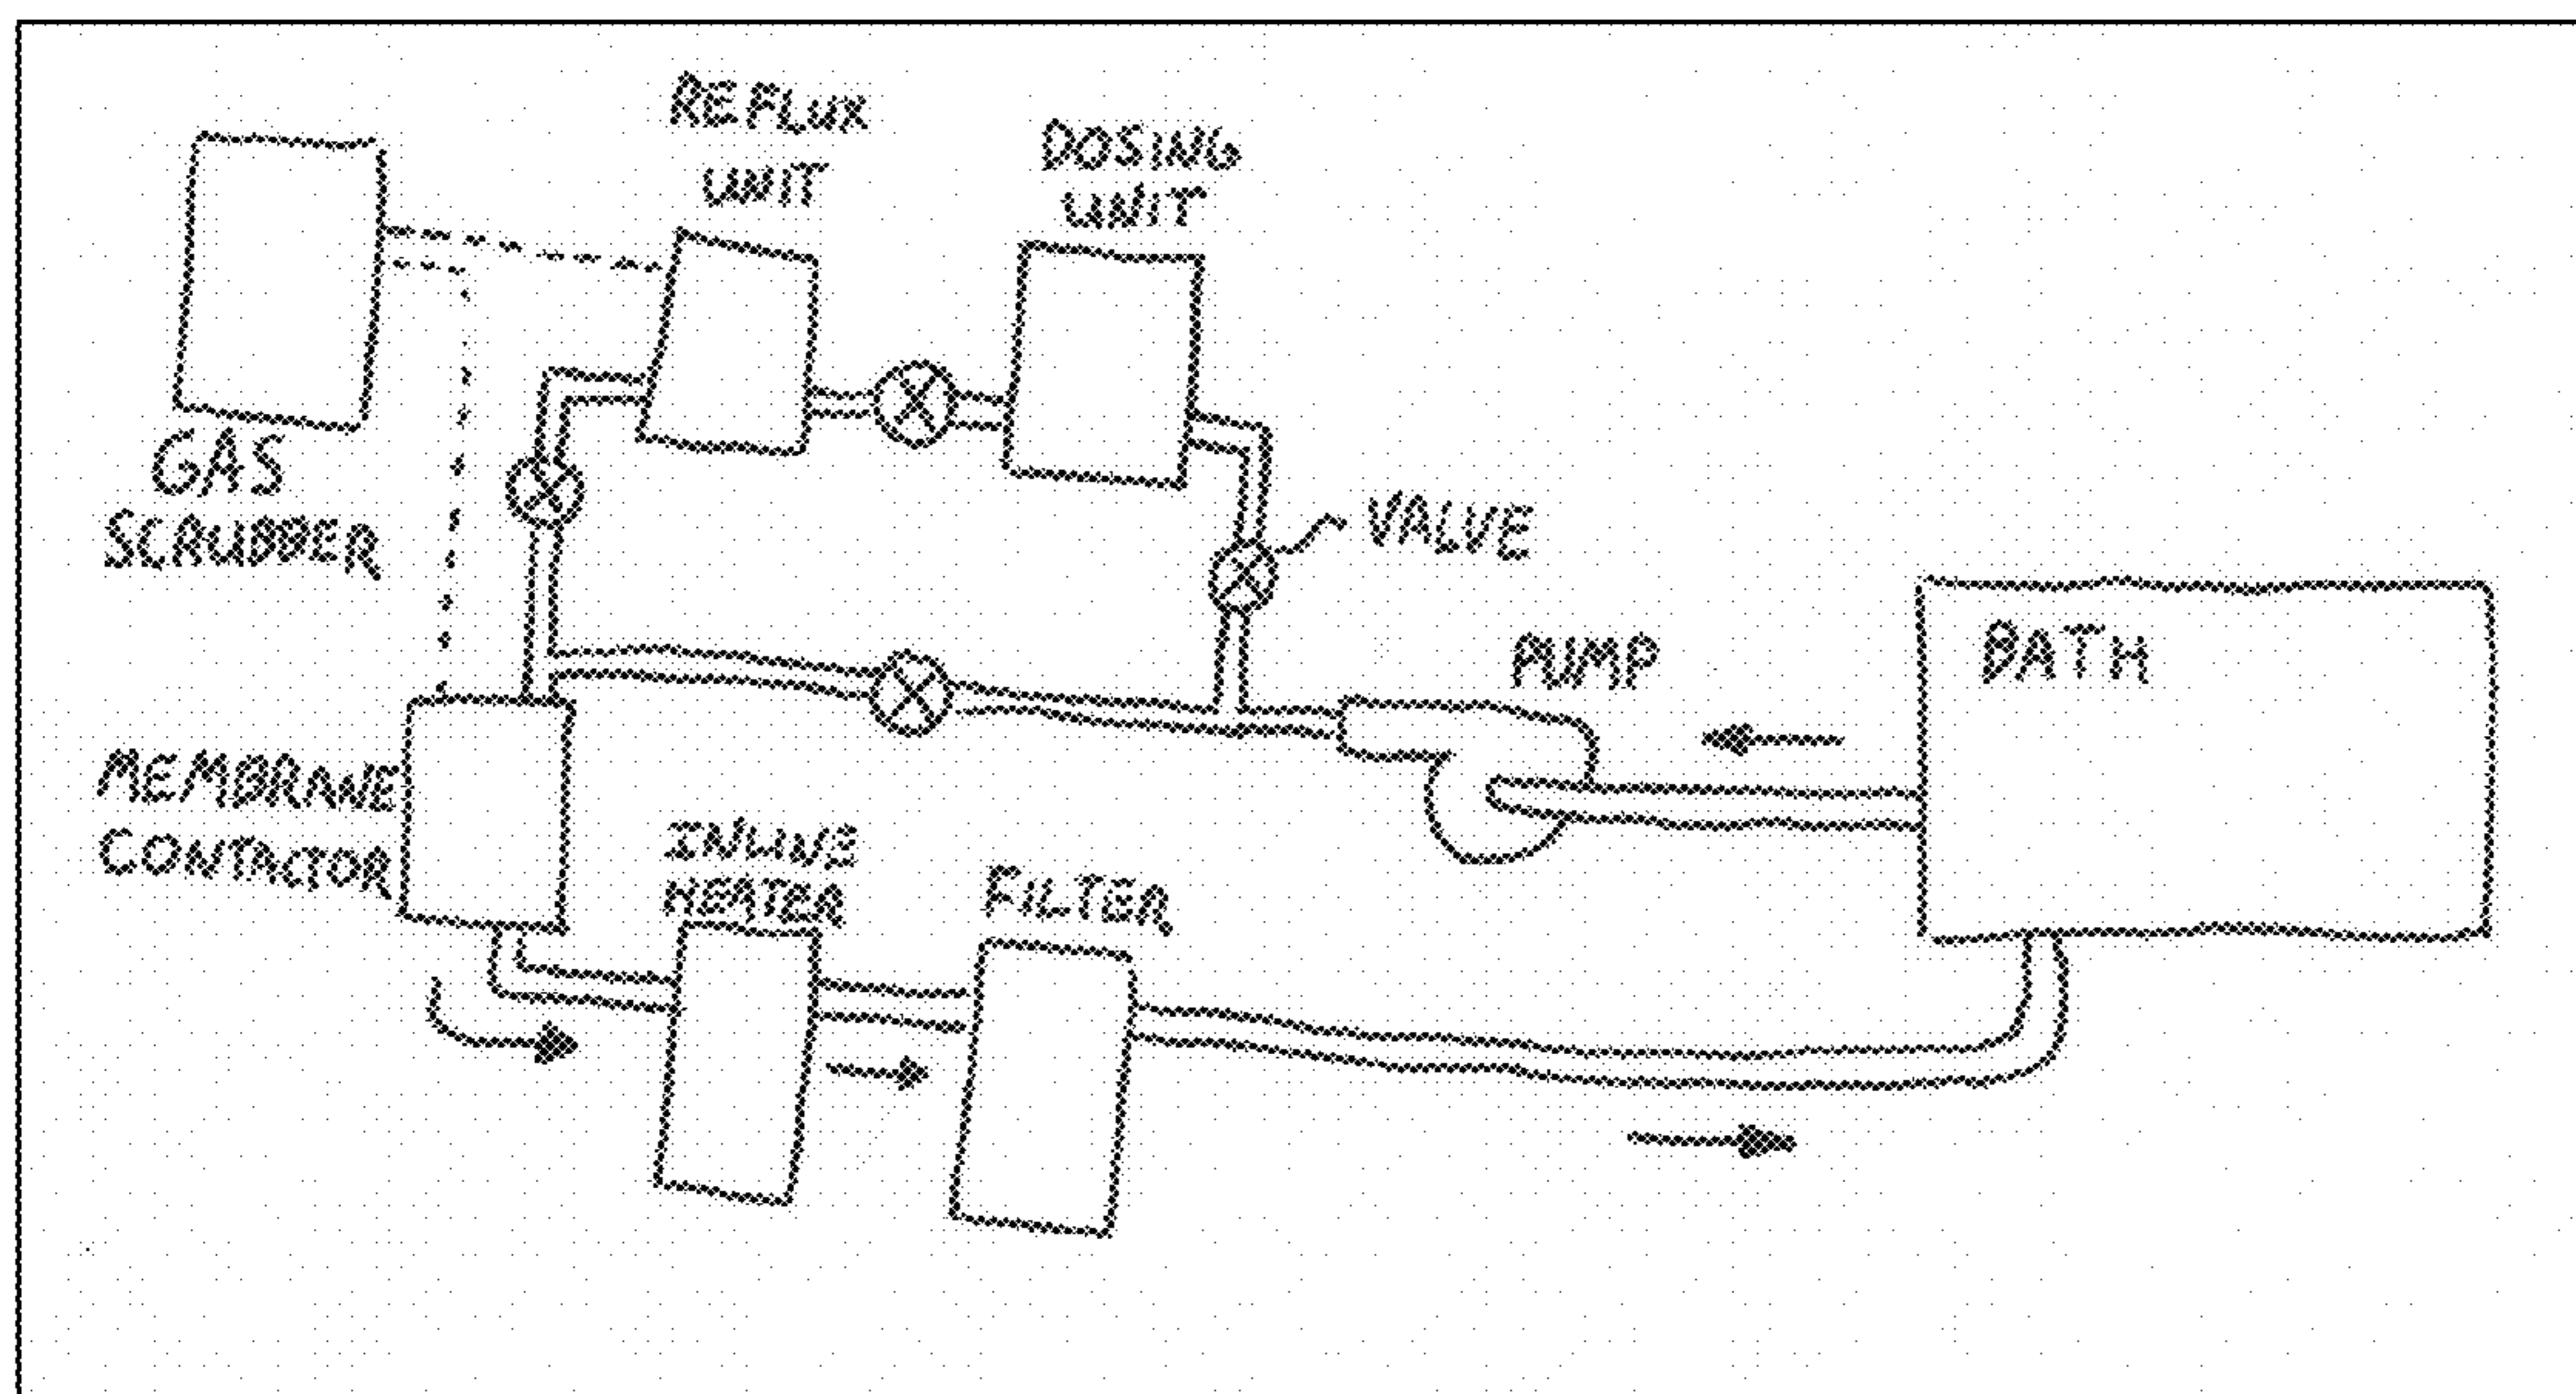 REFLUX
UNIT
DOSING
UNIT
GAS
SCRUBBER
VALVE
PUMP
BATH
MEMBRANE
CONTACTOR
INLINE
HEATER
FILTER